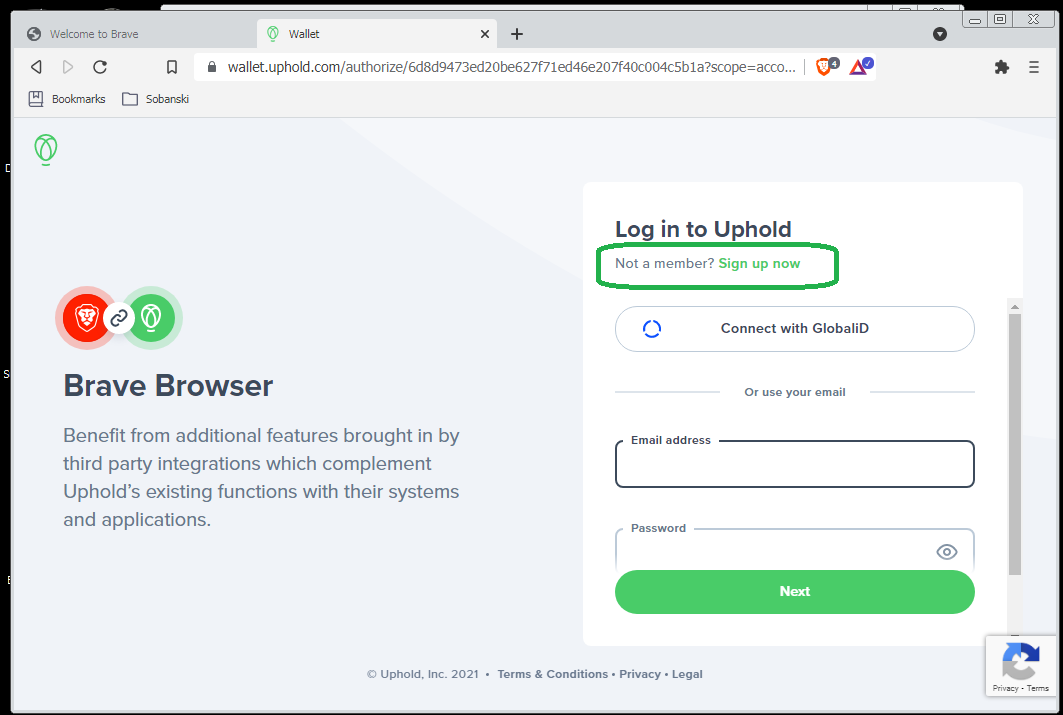 Welcome to Brave
Wallet
wallet.uphold.com/authorize/6d8d9473ed20be627f71ed46e207f40c004c5b1a?scope=acco...
4
Bookmarks
Sobanski
Log in to Uphold
Not a member? Sign up now
Connect with GlobaliD
Or use your email
Email address
Password
Next
Brave Browser
Benefit from additional features brought in by
third party integrations which complement
Uphold's existing functions with their systems
and applications.
© Uphold, Inc. 2021 • Terms & Conditions • Privacy • Legal
Privacy - Terms